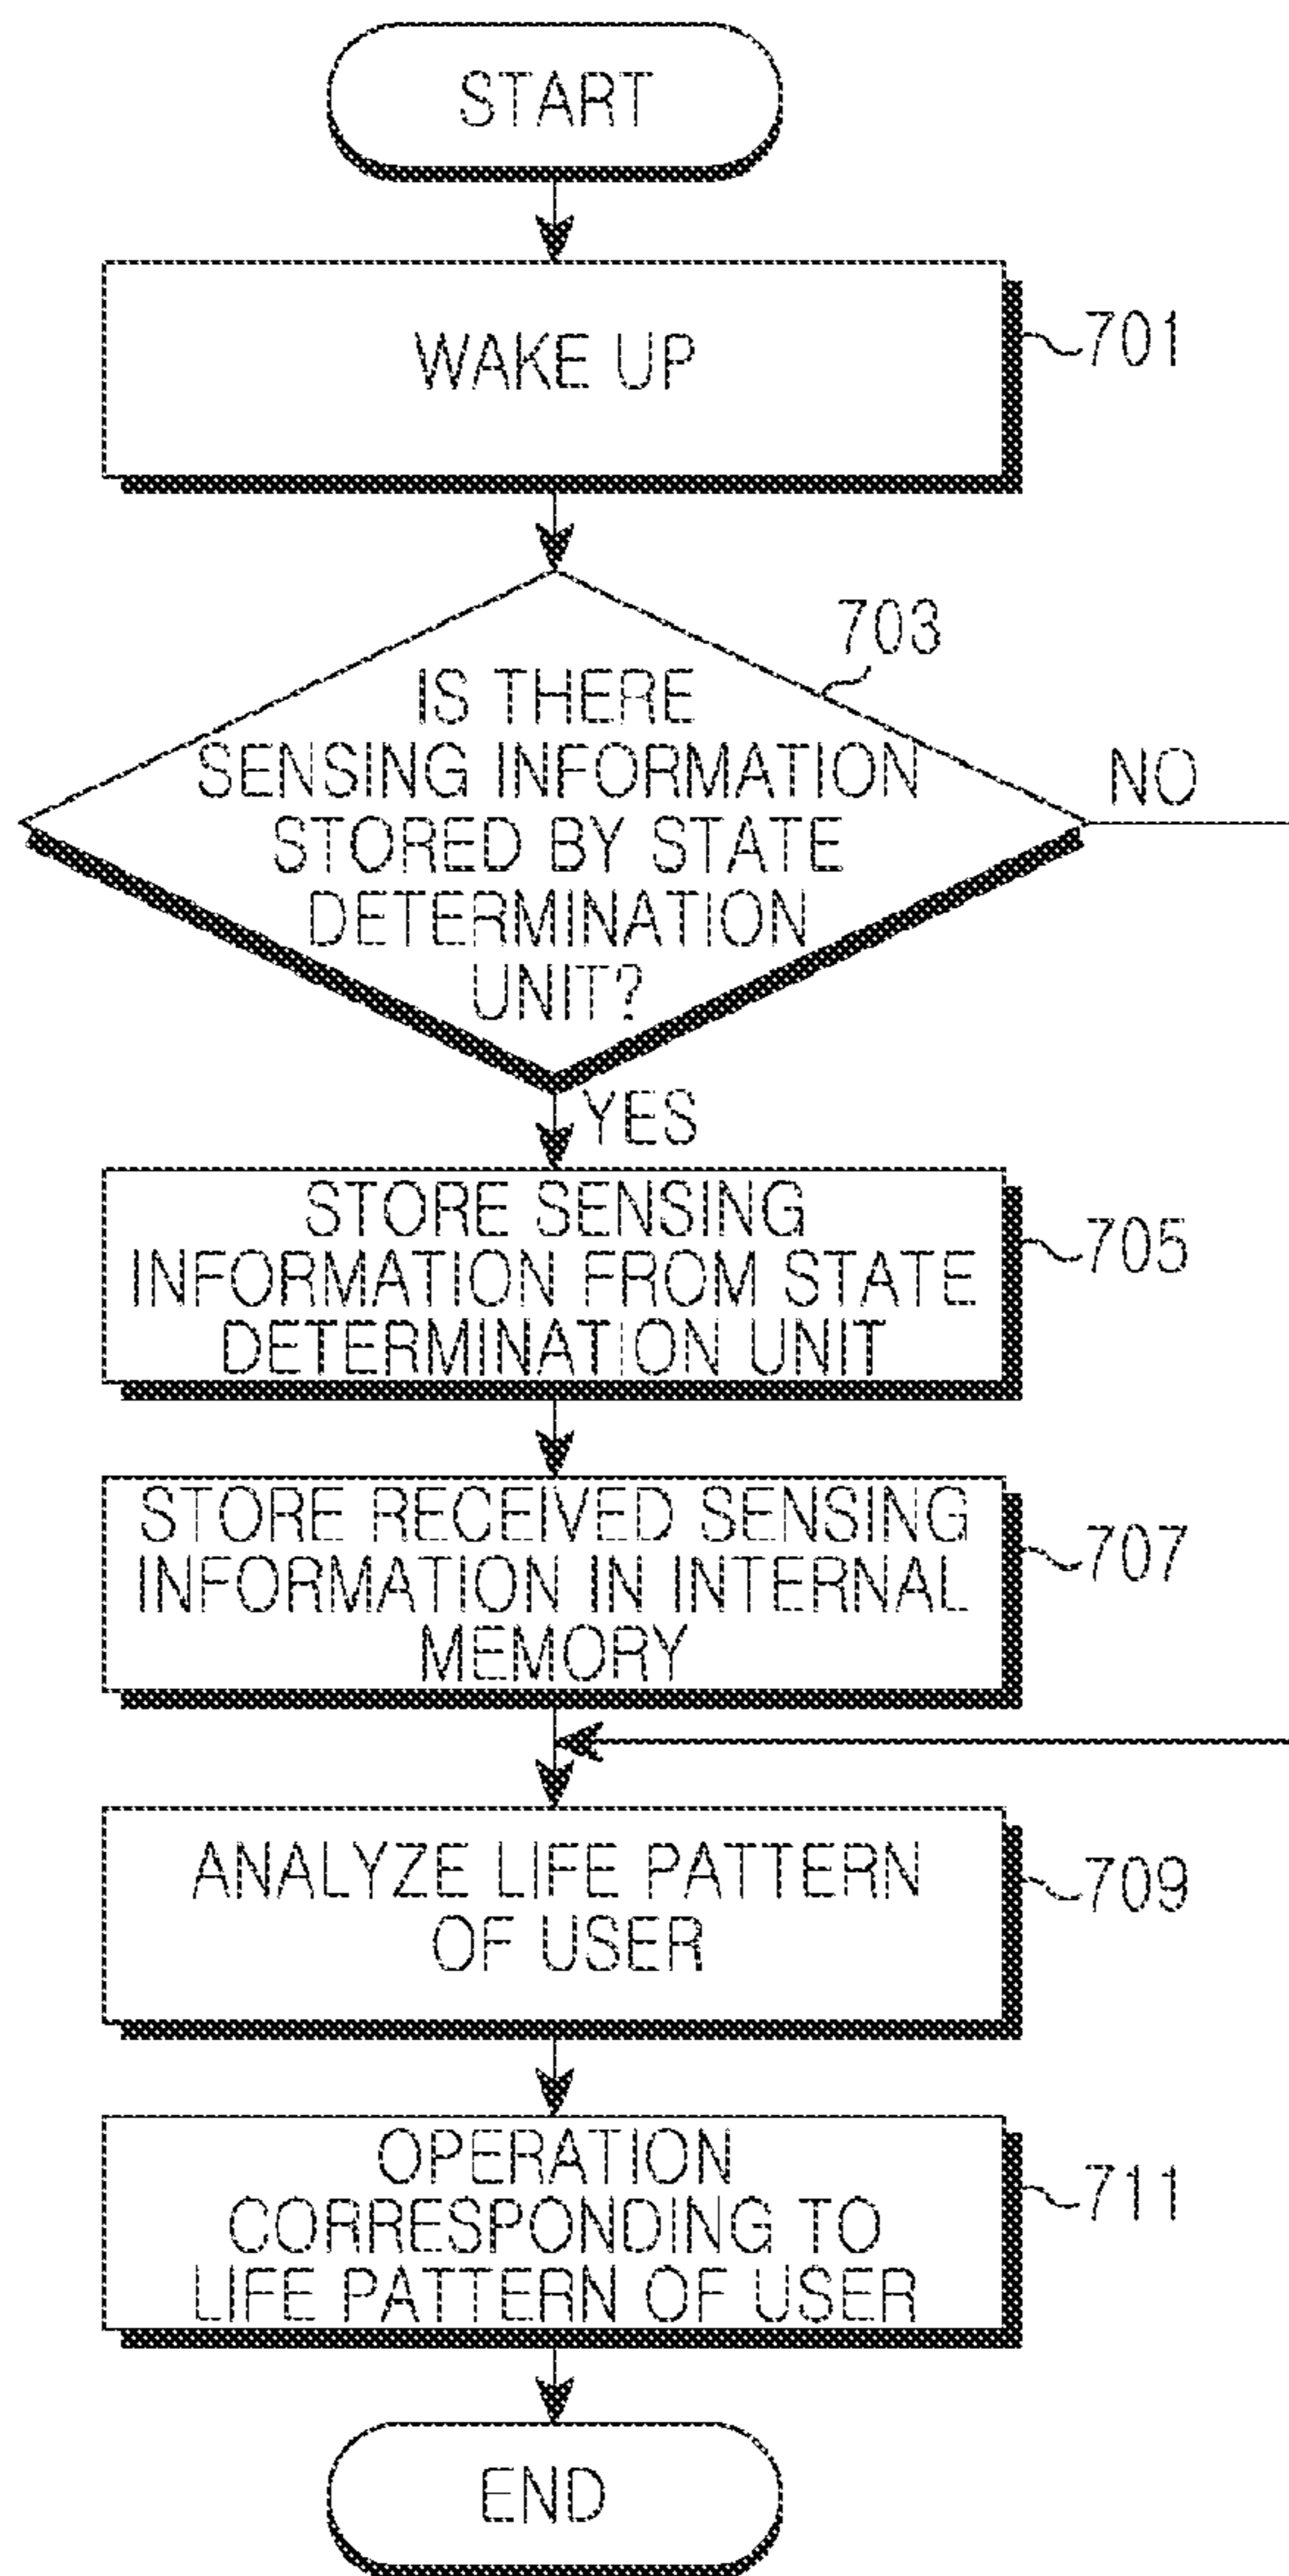 START
WAKE UP
701
703
IS THERE
SENSING INFORMATION
STORED BY STATE
DETERMINATION
UNIT?
NO
YES
STORE SENSING
INFORMATION FROM STATE
DETERMINATION UNIT
705
STORE RECEIVED SENSING
INFORMATION IN INTERNAL
MEMORY
707
ANALYZE LIFE PATTERN
OF USER
709
OPERATION
CORRESPONDING TO
LIFE PATTERN OF USER
711
END